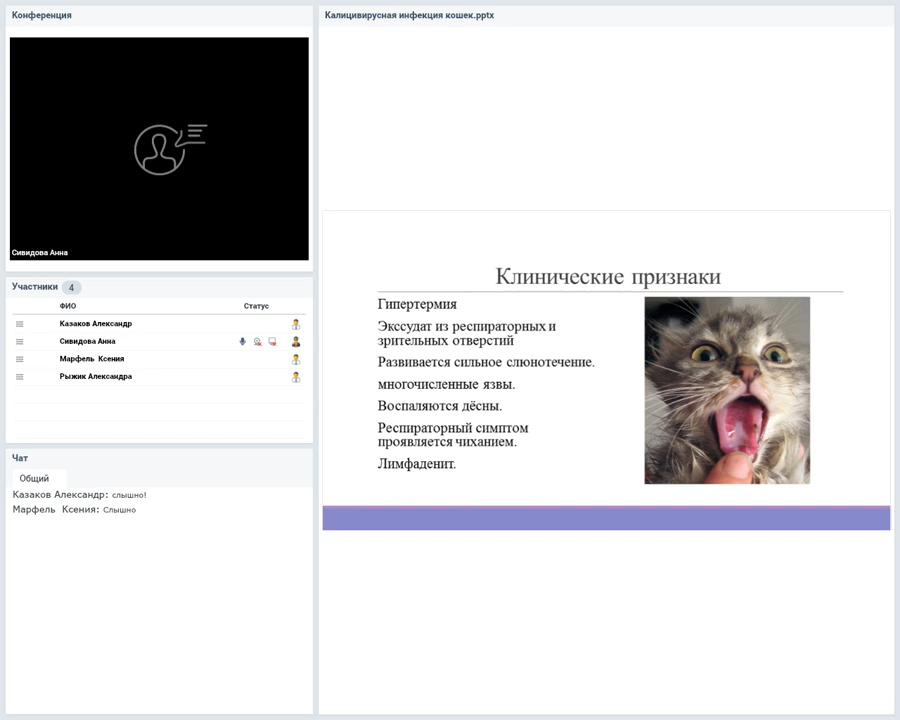 Конференция
Сивидова Анна
Участники 4
ФИО Статус
Казаков Александр
Сивидова Анна
Марфель Ксения
Рыжик Александра
Чат
Общий
Казаков Александр: слышно!
Марфель Ксения: Слышно
Калицивирусная инфекция кошек.pptx
Клинические признаки
Гипертермия
Экссудат из респираторных и
зрительных отверстий
Развивается сильное слюнотечение.
многочисленные язвы.
Воспаляются дёсны.
Респираторный симптом
проявляется чиханием.
Лимфаденит.